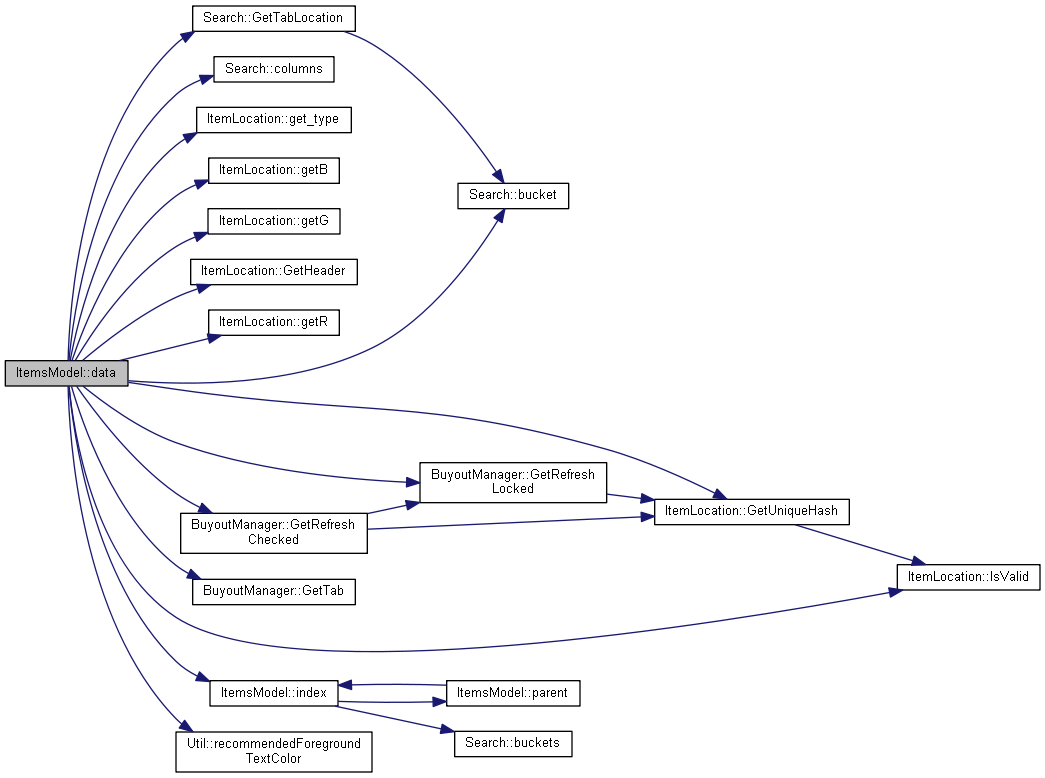 Search::GetTabLocation
Search::columns
ItemLocation::get_type
ItemLocation::getB
Search::bucket
ItemLocation::getG
ItemLocation::GetHeader
ItemLocation::getR
ItemsModel::data
BuyoutManager::GetRefresh
Locked
ItemLocation::GetUniqueHash
BuyoutManager::GetRefresh
Checked
ItemLocation::IsValid
BuyoutManager::GetTab
ItemsModel::index
ItemsModel::parent
Search::buckets
Util::recommendedForeground
TextColor